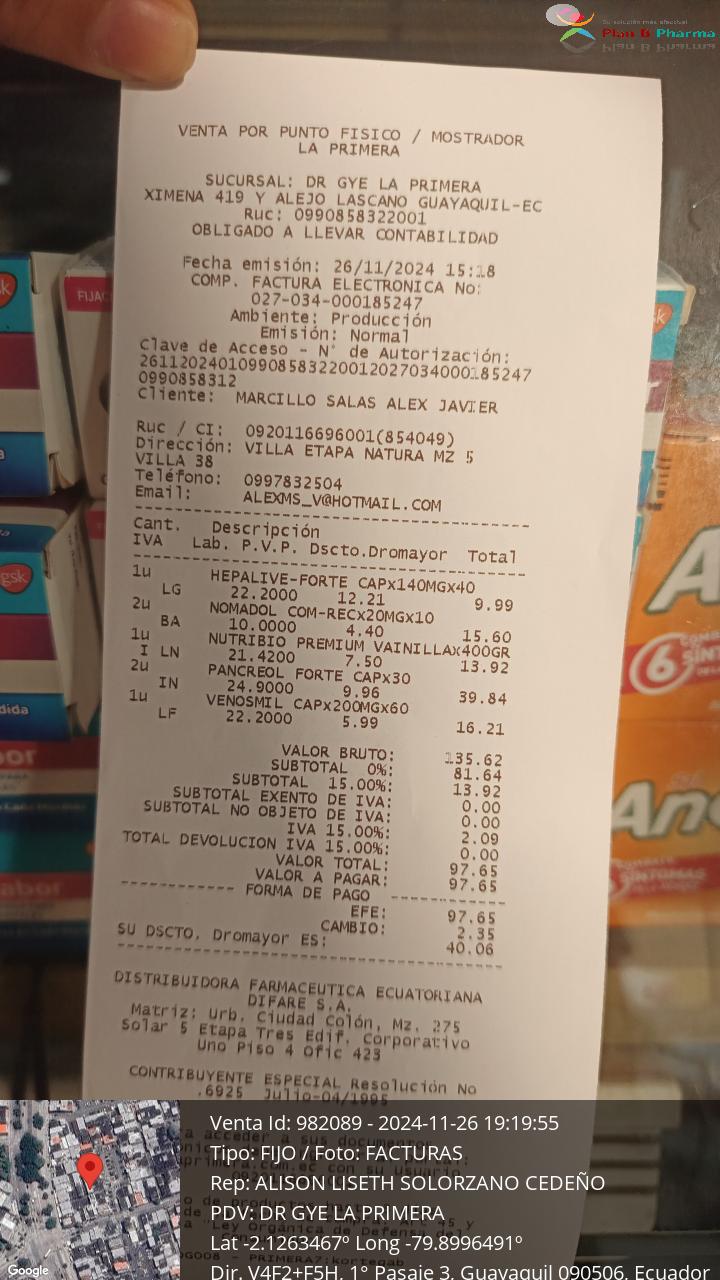 Su solución más efectiva!
Plan B Pharma
VENTA POR PUNTO FISICO / MOSTRADOR
LA PRIMERA
SUCURSAL: DR GYE LA PRIMERA
XIMENA 419 Y ALEJO LASCANO GUAYAQUIL-EC
Ruc: 0990858322001
OBLIGADO A LLEVAR CONTABILIDAD
Fecha emisión: 26/11/2024 15:18
COMP. FACTURA ELECTRONICA No:
027-034-000185247
Ambiente: Producción
Emisión: Normal
Clave de Acceso - N° de Autorización:
261120240109908583220012027034000185247
0990858312
Cliente: MARCILLO SALAS ALEX JAVIER
Ruc / CI: 0920116696001(854049)
Dirección: VILLA ETAPA NATURA MZ 5
VILLA 38
Teléfono: 0997832504
Email: ALEXMS_V@HOTMAIL.COM
Cant. Descripción
IVA Lab. P.V.P. Dscto.Dromayor Total
1u HEPALIVE-FORTE CAPx140MGx40
LG 22.2000 12.21 9.99
2u NOMADOL COM-RECx20MGx10
BA 10.0000 4.40 15.60
1u NUTRIBIO PREMIUM VAINILLAx400GR
I LN 21.4200 7.50 13.92
2u PANCREOL FORTE CAPx30
IN 24.9000 9.96 39.84
1u VENOSMIL CAPx200MGx60
LF 22.2000 5.99 16.21
VALOR BRUTO: 135.62
SUBTOTAL 0%: 81.64
SUBTOTAL 15.00%: 13.92
SUBTOTAL EXENTO DE IVA: 0.00
SUBTOTAL NO OBJETO DE IVA: 0.00
IVA 15.00%: 2.09
TOTAL DEVOLUCION IVA 15.00%: 0.00
VALOR TOTAL: 97.65
VALOR A PAGAR: 97.65
------------ FORMA DE PAGO ------------
EFE: 97.65
CAMBIO: 2.35
SU DSCTO. Dromayor ES: 40.06
DISTRIBUIDORA FARMACEUTICA ECUATORIANA
DIFARE S.A.
Matriz: Urb. Ciudad Colón, Mz. 275
Solar 5 Etapa Tres Edif. Corporativo
Uno Piso 4 Ofic 423
CONTRIBUYENTE ESPECIAL Resolución No
.6925 Julio-04/1995
Venta Id: 982089 - 2024-11-26 19:19:55
Tipo: FIJO / Foto: FACTURAS
Rep: ALISON LISETH SOLORZANO CEDEÑO
PDV: DR GYE LA PRIMERA
Lat -2.1263467º Long -79.8996491º
Dir. V4F2+F5H, 1° Pasaje 3, Guayaquil 090506, Ecuador
Google
gsk
6